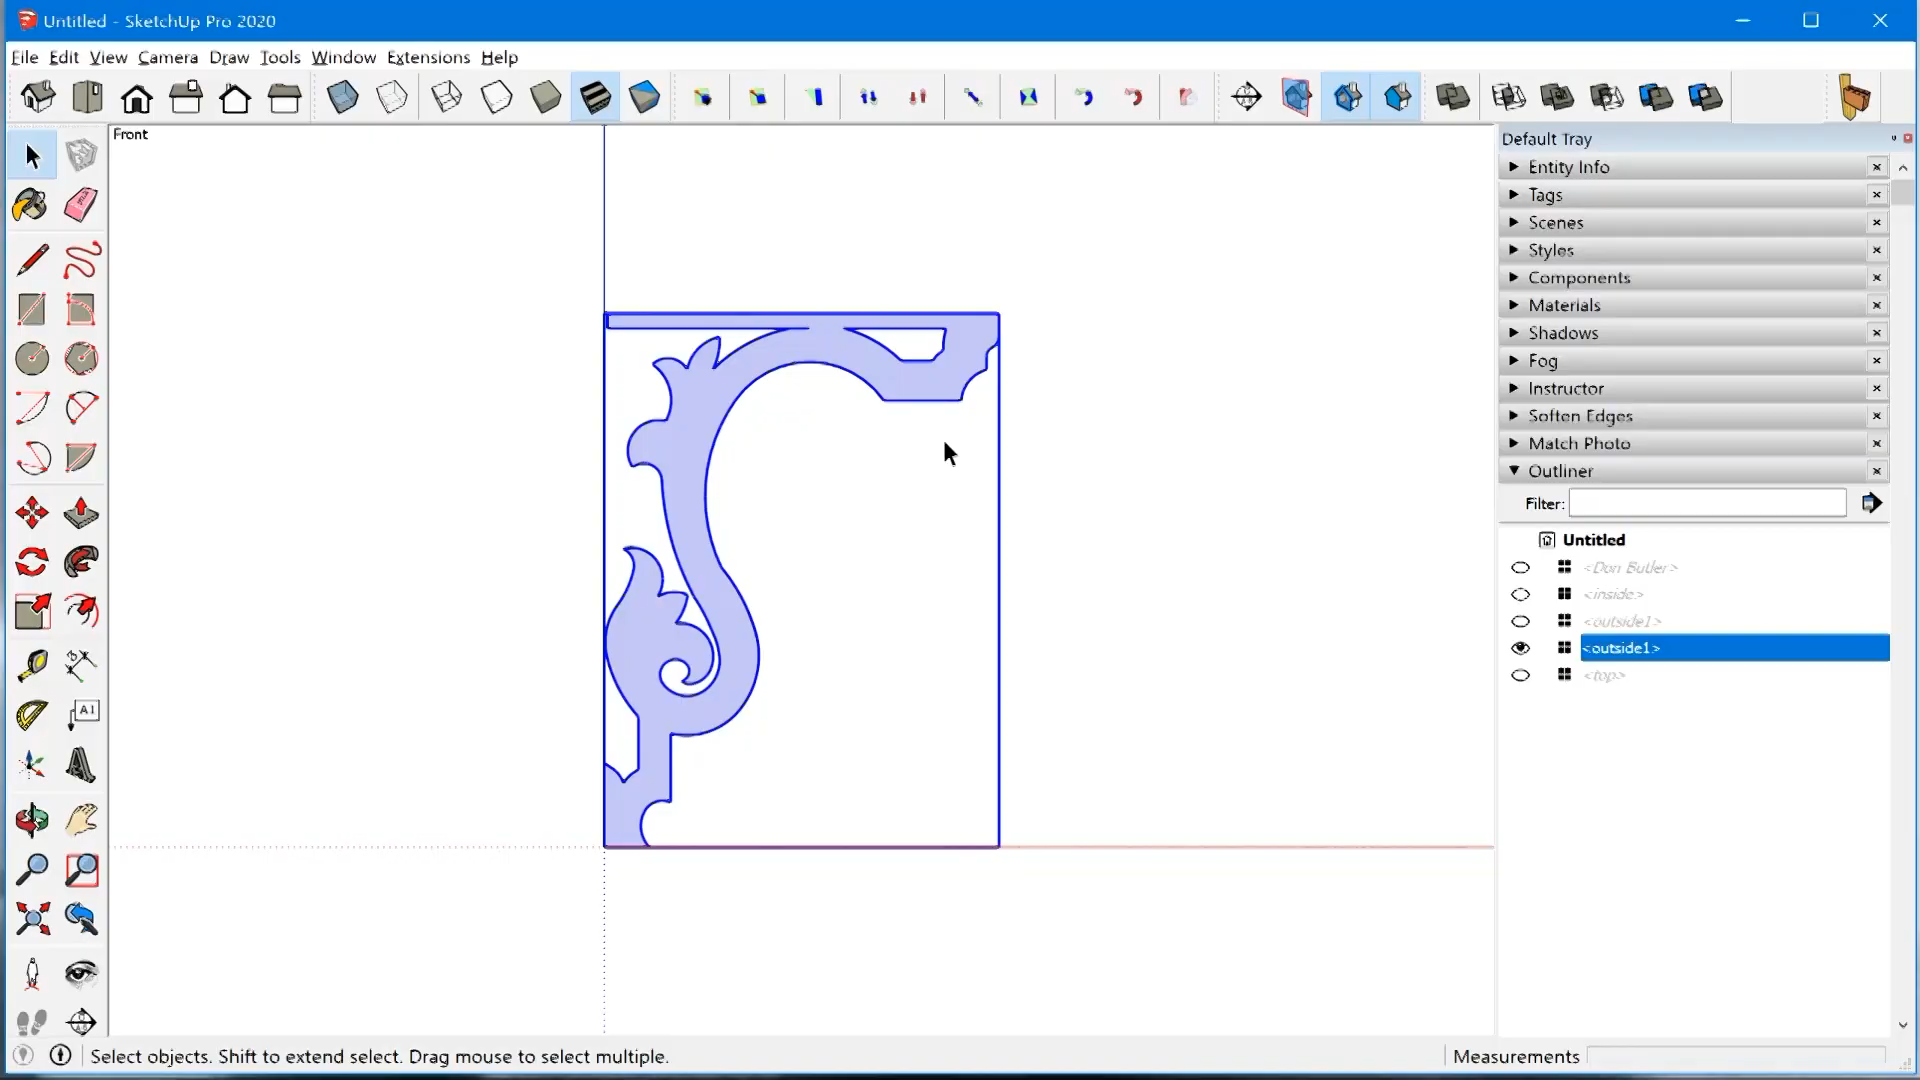 Untitled - SketchUp Pro 2020
File Edit View Camera Draw Tools Window Extensions Help
Front
Default Tray
Entity Info
Tags
Scenes
Styles
Components
Materials
Shadows
Fog
Instructor
Soften Edges
Match Photo
Outliner
Filter:
Untitled
<Don Butler>
<inside>
<outside1>
<outside1>
<top>
A1
Select objects. Shift to extend select. Drag mouse to select multiple.
Measurements